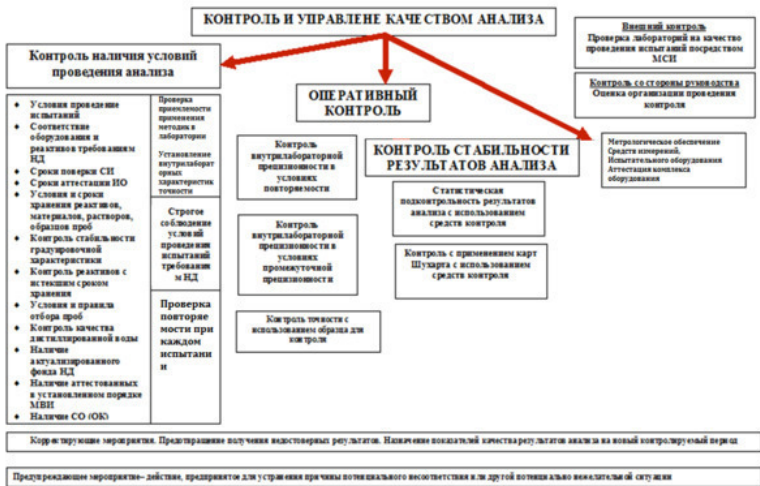 КОНТРОЛЬ И УПРАВЛЕНЕ КАЧЕСТВОМ АНАЛИЗА
Контроль наличия условий
проведения анализа
Внешний контроль
Проверка лабораторий на качество
проведения испытаний посредством
МСИ
Контроль со стороны руководства
Оценка организации проведения
контроля
ОПЕРАТИВНЫЙ
КОНТРОЛЬ
КОНТРОЛЬ СТАБИЛЬНОСТИ
РЕЗУЛЬТАТОВ АНАЛИЗА
Метрологическое обеспечение
Средств измерений,
Испытательного оборудования
Аттестация комплекса
оборудования
♦ Условия проведение
испытаний
♦ Соответствие
оборудования и
реактивов требованиям
НД
♦ Сроки поверки СИ
♦ Сроки аттестации ИО
♦ Условия и сроки
хранения реактивов,
материалов, растворов,
образцов проб
♦ Контроль стабильности
градуировочной
характеристики
♦ Контроль реактивов с
истекшим сроком
хранения
♦ Условия и правила
отбора проб
♦ Контроль качества
дистиллированной воды
♦ Наличие
актуализированного
фонда НД
♦ Наличие аттестованных
в установленном порядке
МВИ
♦ Наличие СО (ОК)
Проверка
приемлемости
применения
методик в
лаборатории
Установление
внутрилаборат
орных
характеристик
точности
Строгое
соблюдение
условий
проведения
испытаний
требования
м НД
Проверка
повторяе
мости при
каждом
испытани
и
Контроль
внутрилабораторной
прецизионности в
условиях
повторяемости
Контроль
внутрилабораторной
прецизионности в
условиях
промежуточной
прецизионности
Контроль точности с
использованием образца для
контроля
Статистическая
подконтрольность результатов
анализа с использованием
средств контроля
Контроль с применением карт
Шухарта с использованием
средств контроля
Корректирующие мероприятия. Предотвращение получения недостоверных результатов. Назначение показателей качества результатов анализа на новый контролируемый период
Предупреждающее мероприятие– действие, предпринятое для устранения причины потенциального несоответствия или другой потенциально нежелательной ситуации